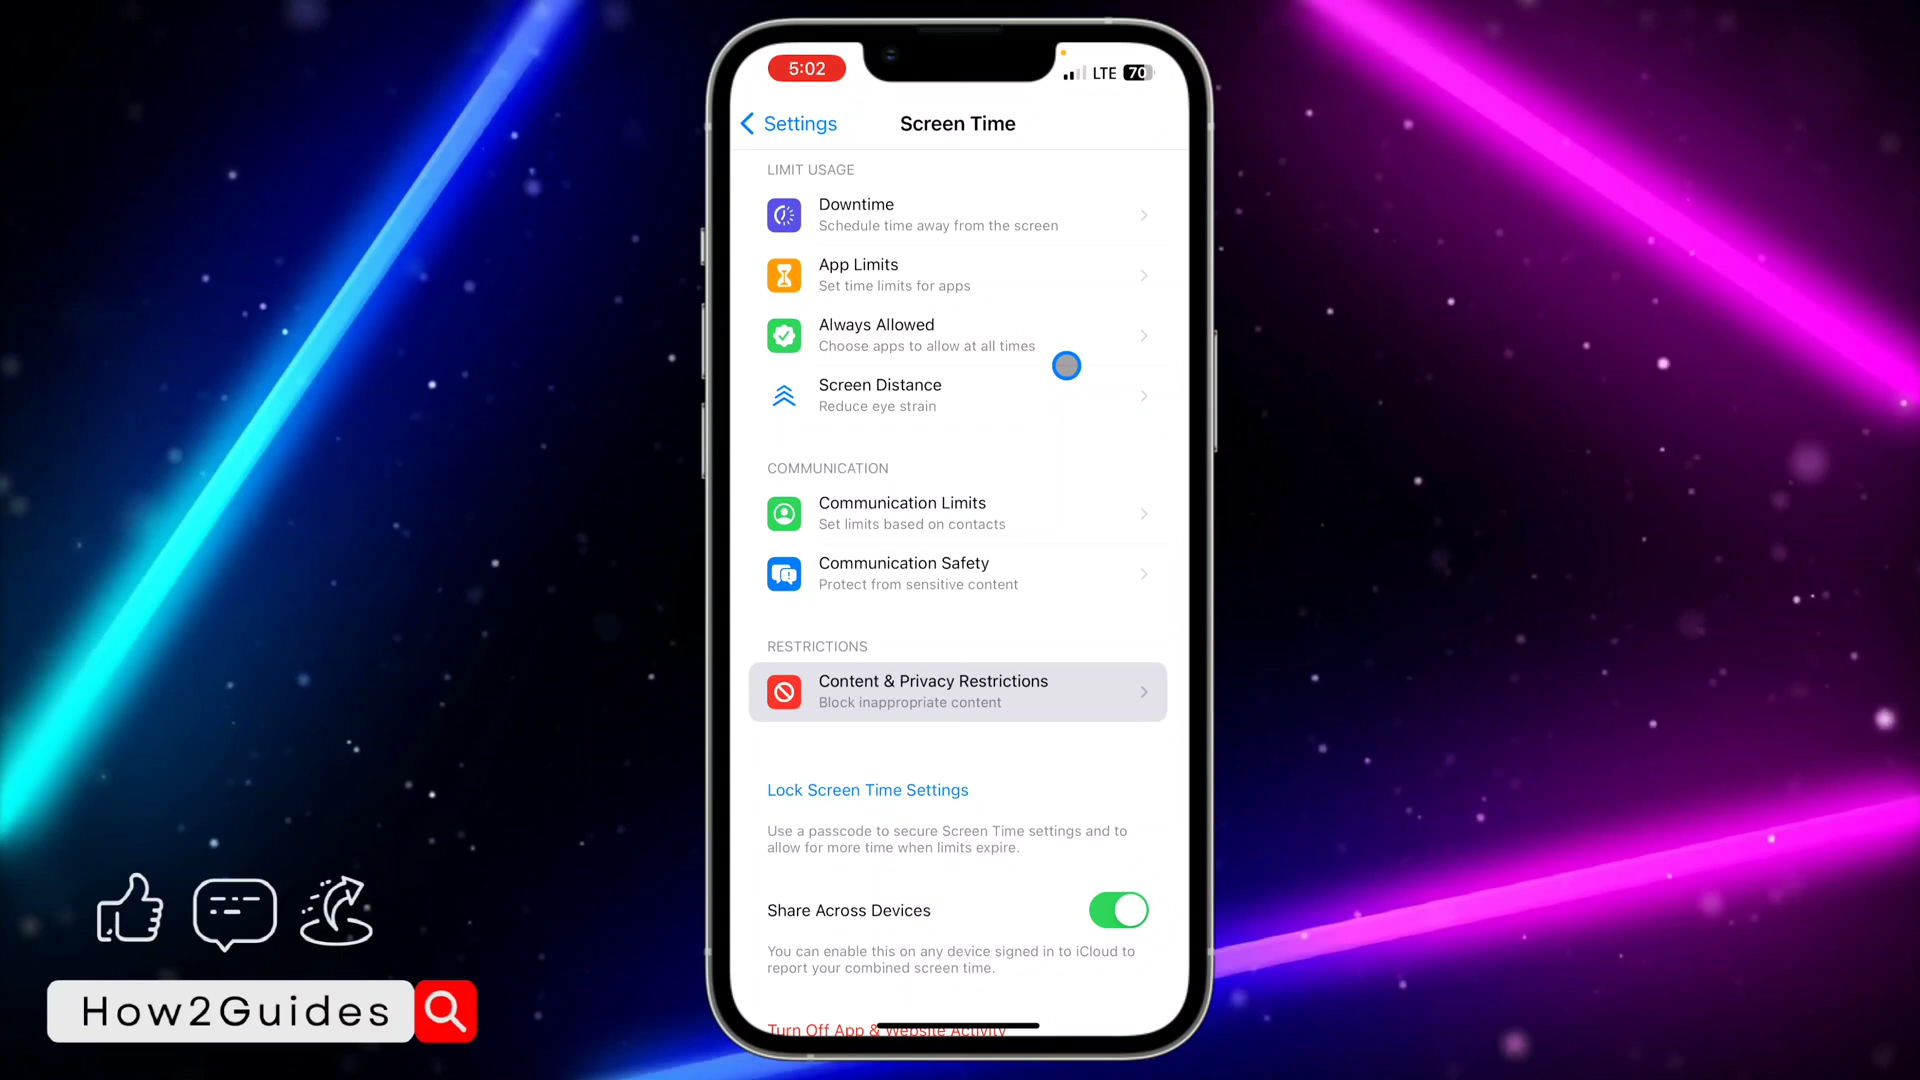 5:02
LTE 70
Settings
Screen Time
LIMIT USAGE
Downtime
Schedule time away from the screen
App Limits
Set time limits for apps
Always Allowed
Choose apps to allow at all times
Screen Distance
Reduce eye strain
COMMUNICATION
Communication Limits
Set limits based on contacts
Communication Safety
Protect from sensitive content
RESTRICTIONS
Content & Privacy Restrictions
Block inappropriate content
Lock Screen Time Settings
Use a passcode to secure Screen Time settings and to
allow for more time when limits expire.
Share Across Devices
You can enable this on any device signed in to iCloud to
report your combined screen time.
Turn Off App & Website Activity
How2Guides